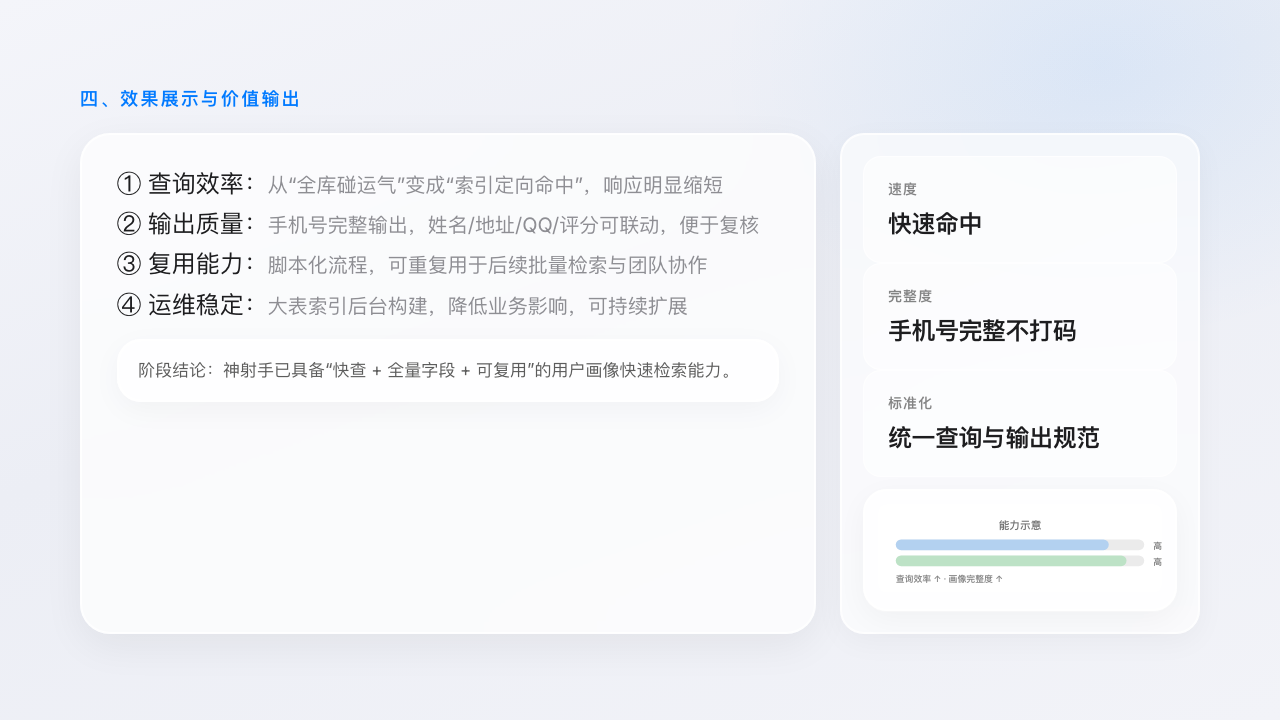 四、效果展示与价值输出
① 查询效率：从“全库碰运气”变成“索引定向命中”，响应明显缩短
② 输出质量：手机号完整输出，姓名/地址/QQ/评分可联动，便于复核
③ 复用能力：脚本化流程，可重复用于后续批量检索与团队协作
④ 运维稳定：大表索引后台构建，降低业务影响，可持续扩展
阶段结论：神射手已具备“快查 + 全量字段 + 可复用”的用户画像快速检索能力。
速度
快速命中
完整度
手机号完整不打码
标准化
统一查询与输出规范
能力示意
高
高
查询效率 ↑ · 画像完整度 ↑